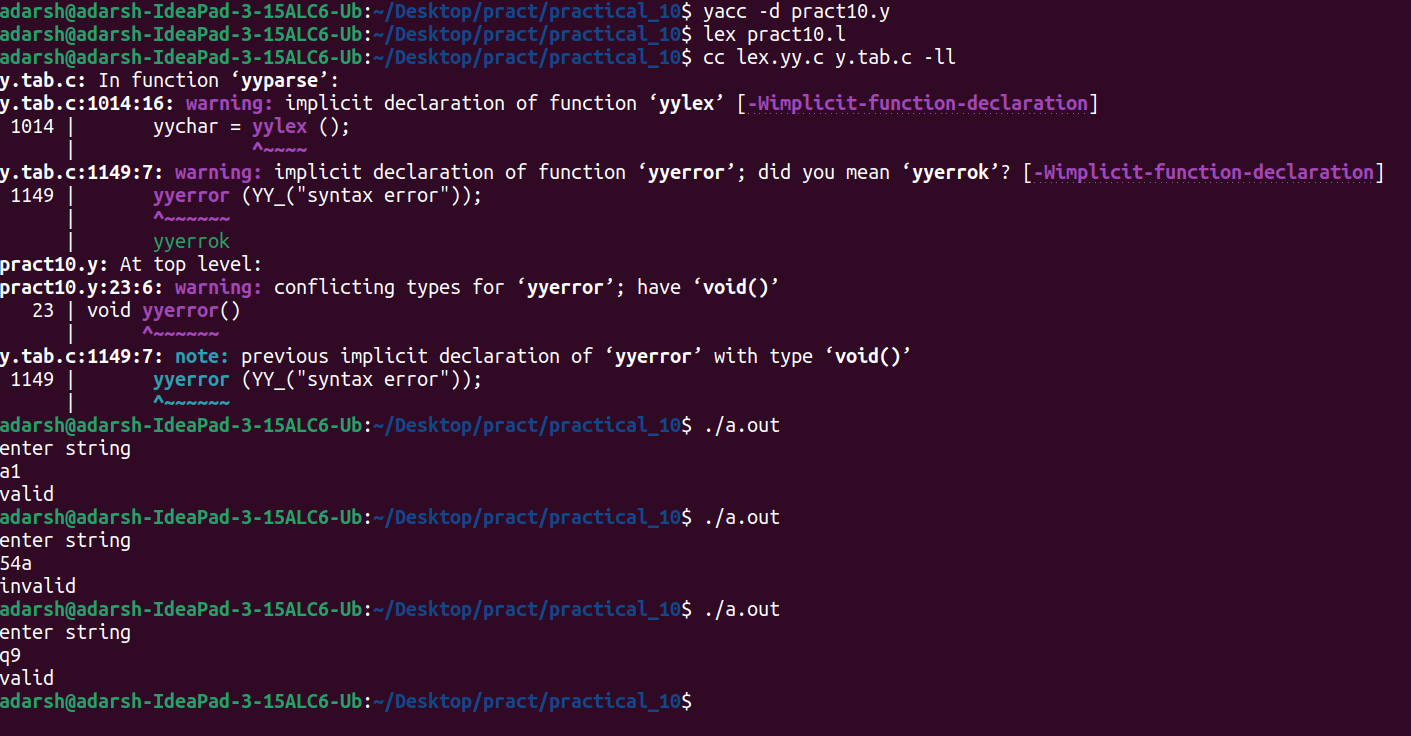 adarsh@adarsh-IdeaPad-3-15ALC6-Ub:~/Desktop/pract/practical_10$ yacc -d pract10.y
adarsh@adarsh-IdeaPad-3-15ALC6-Ub:~/Desktop/pract/practical_10$ lex pract10.l
adarsh@adarsh-IdeaPad-3-15ALC6-Ub:~/Desktop/pract/practical_10$ cc lex.yy.c y.tab.c -ll
y.tab.c: In function ‘yyparse’:
y.tab.c:1014:16: warning: implicit declaration of function ‘yylex’ [-Wimplicit-function-declaration]
 1014 |       yychar = yylex ();
      |                ^~~~~
y.tab.c:1149:7: warning: implicit declaration of function ‘yyerror’; did you mean ‘yyerrok’? [-Wimplicit-function-declaration]
 1149 |       yyerror (YY_("syntax error"));
      |       ^~~~~~~
      |       yyerrok
pract10.y: At top level:
pract10.y:23:6: warning: conflicting types for ‘yyerror’; have ‘void()’
   23 | void yyerror()
      |      ^~~~~~~
y.tab.c:1149:7: note: previous implicit declaration of ‘yyerror’ with type ‘void()’
 1149 |       yyerror (YY_("syntax error"));
      |       ^~~~~~~
adarsh@adarsh-IdeaPad-3-15ALC6-Ub:~/Desktop/pract/practical_10$ ./a.out
enter string
a1
valid
adarsh@adarsh-IdeaPad-3-15ALC6-Ub:~/Desktop/pract/practical_10$ ./a.out
enter string
54a
invalid
adarsh@adarsh-IdeaPad-3-15ALC6-Ub:~/Desktop/pract/practical_10$ ./a.out
enter string
q9
valid
adarsh@adarsh-IdeaPad-3-15ALC6-Ub:~/Desktop/pract/practical_10$